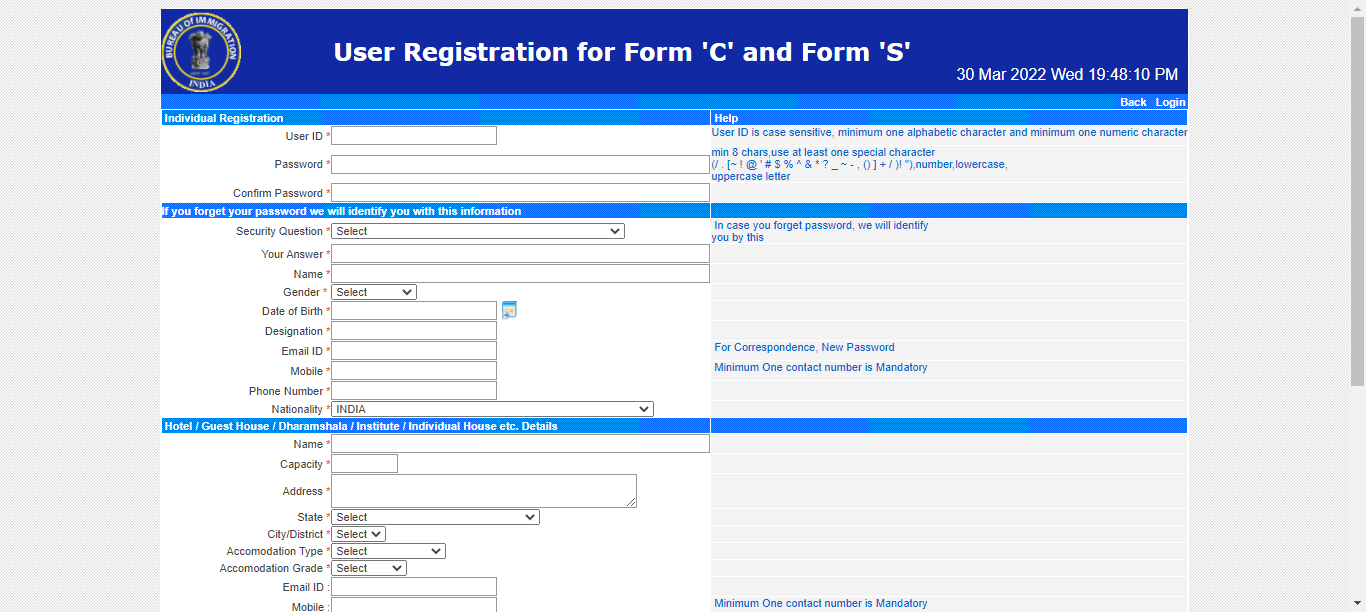 BUREAU OF IMMIGRATION
INDIA
User Registration for Form 'C' and Form 'S'
30 Mar 2022 Wed 19:48:10 PM
Back Login
Individual Registration Help
User ID * User ID is case sensitive, minimum one alphabetic character and minimum one numeric character
min 8 chars,use at least one special character
Password * (/ . [~ ! @ ' # $ % ^ & * ? _ ~ - , () ] + / )! "),number,lowercase,
uppercase letter
Confirm Password *
If you forget your password we will identify you with this information
Security Question * Select In case you forget password, we will identify
you by this
Your Answer *
Name *
Gender * Select
Date of Birth *
Designation *
Email ID * For Correspondence, New Password
Mobile * Minimum One contact number is Mandatory
Phone Number *
Nationality * INDIA
Hotel / Guest House / Dharamshala / Institute / Individual House etc. Details
Name *
Capacity *
Address *
State * Select
City/District * Select
Accomodation Type * Select
Accomodation Grade * Select
Email ID :
Mobile : Minimum One contact number is Mandatory